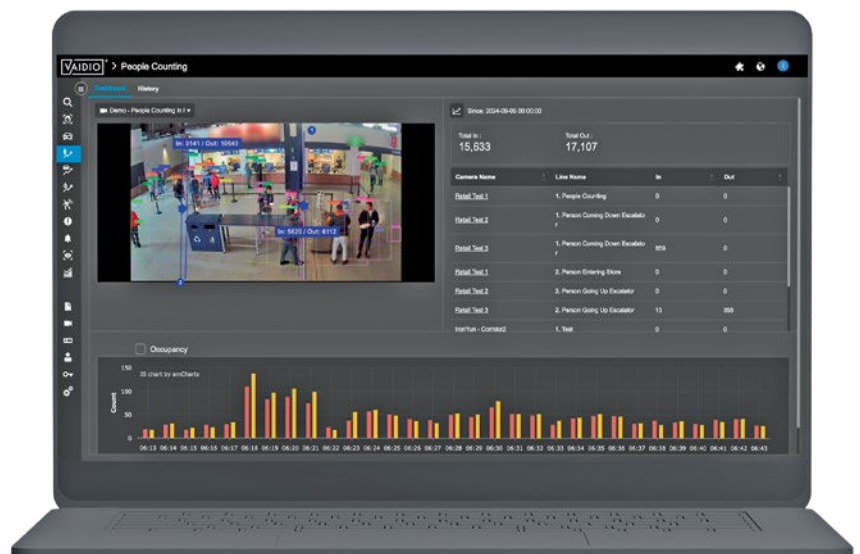 VAIDIO
> People Counting
Dashboard
History
Demo - People Counting in
In: 3141 / Out: 10540
In: 5620 / Out: 6112
Since: 2024-09-05 00:00:00
Total In :
Total Out :
15,633
17,107
Camera Name
Line Name
In
Out
Retail Test 1
1. People Counting
0
0
Retail Test 2
1. Person Coming Down Escalato
r
0
0
Retail Test 3
1. Person Coming Down Escalato
r
959
0
Retail Test 1
2. Person Entering Store
0
0
Retail Test 2
2. Person Going Up Escalator
0
0
Retail Test 3
2. Person Going Up Escalator
13
IronYun - Corridor2
1. Test
0
0
Occupancy
JS chart by amCharts
Count
150
100
50
0
06:13 06:14 06:15 06:16 06:17 06:18 06:19 06:20 06:21 06:22 06:23 06:24 06:25 06:26 06:27 06:28 06:29 06:30 06:31 06:32 06:33 06:34 06:35 06:36 06:37 06:38 06:39 06:40 06:41 06:42 06:43